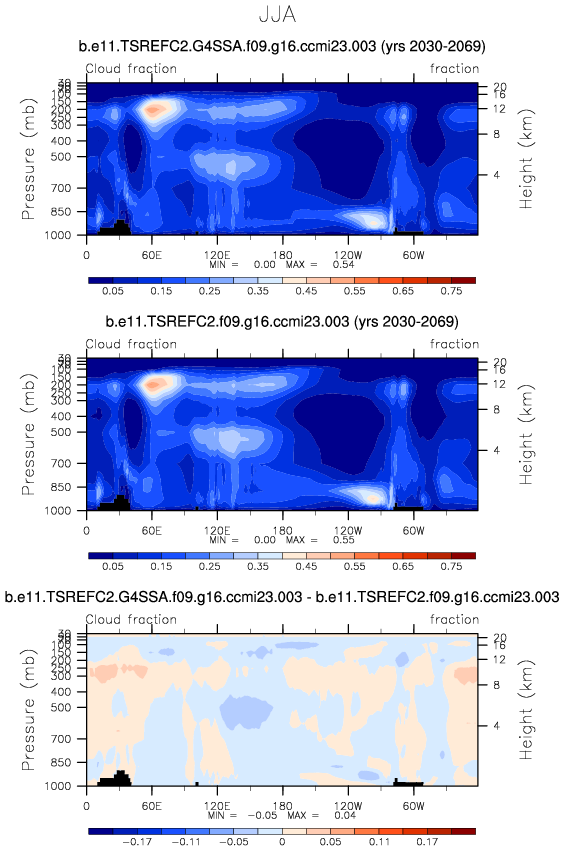 JJA
b.e11.TSREFC2.G4SSA.f09.g16.ccmi23.003 (yrs 2030-2069)
Cloud fraction fraction
Pressure (mb)
30
50
70
100
150
200
250
300
400
500
700
850
1000
20
16
12
8
4
Height (km)
0 60E 120E 180 120W 60W
MIN = 0.00 MAX = 0.54
0.05 0.15 0.25 0.35 0.45 0.55 0.65 0.75
b.e11.TSREFC2.f09.g16.ccmi23.003 (yrs 2030-2069)
Cloud fraction fraction
Pressure (mb)
30
50
70
100
150
200
250
300
400
500
700
850
1000
20
16
12
8
4
Height (km)
0 60E 120E 180 120W 60W
MIN = 0.00 MAX = 0.55
0.05 0.15 0.25 0.35 0.45 0.55 0.65 0.75
b.e11.TSREFC2.G4SSA.f09.g16.ccmi23.003 - b.e11.TSREFC2.f09.g16.ccmi23.003
Cloud fraction fraction
Pressure (mb)
30
50
70
100
150
200
250
300
400
500
700
850
1000
20
16
12
8
4
Height (km)
0 60E 120E 180 120W 60W
MIN = -0.05 MAX = 0.04
-0.17 -0.11 -0.05 0 0.05 0.11 0.17